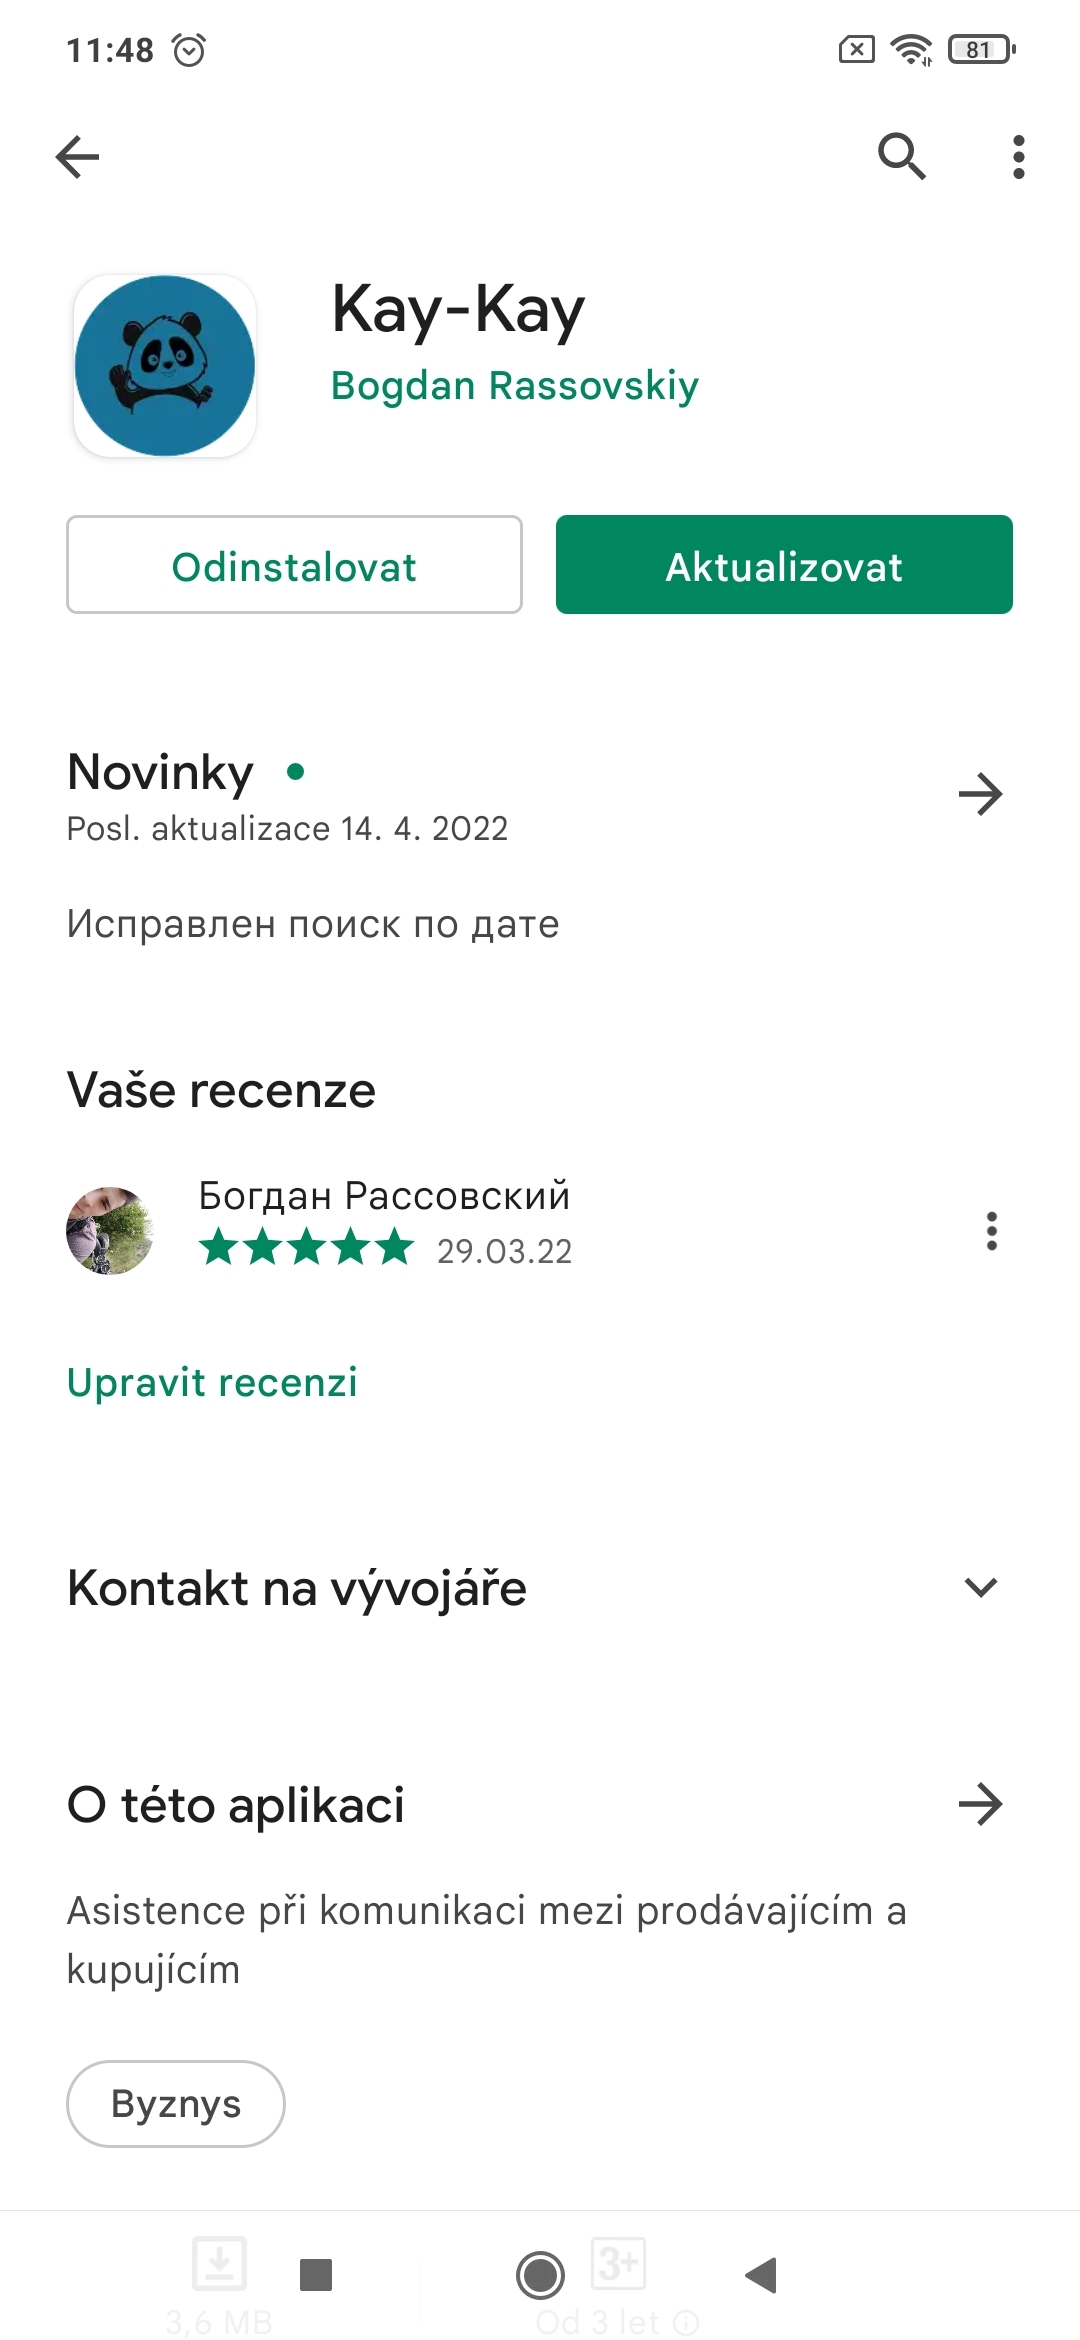 11:48
81
Kay-Kay
Bogdan Rassovskiy
Odinstalovat
Aktualizovat
Novinky
Posl. aktualizace 14. 4. 2022
Исправлен поиск по дате
Vaše recenze
Богдан Рассовский
29.03.22
Upravit recenzi
Kontakt na vývojáře
O této aplikaci
Asistence při komunikaci mezi prodávajícím a
kupujícím
Byznys
3+
3,6 MB
Od 3 let